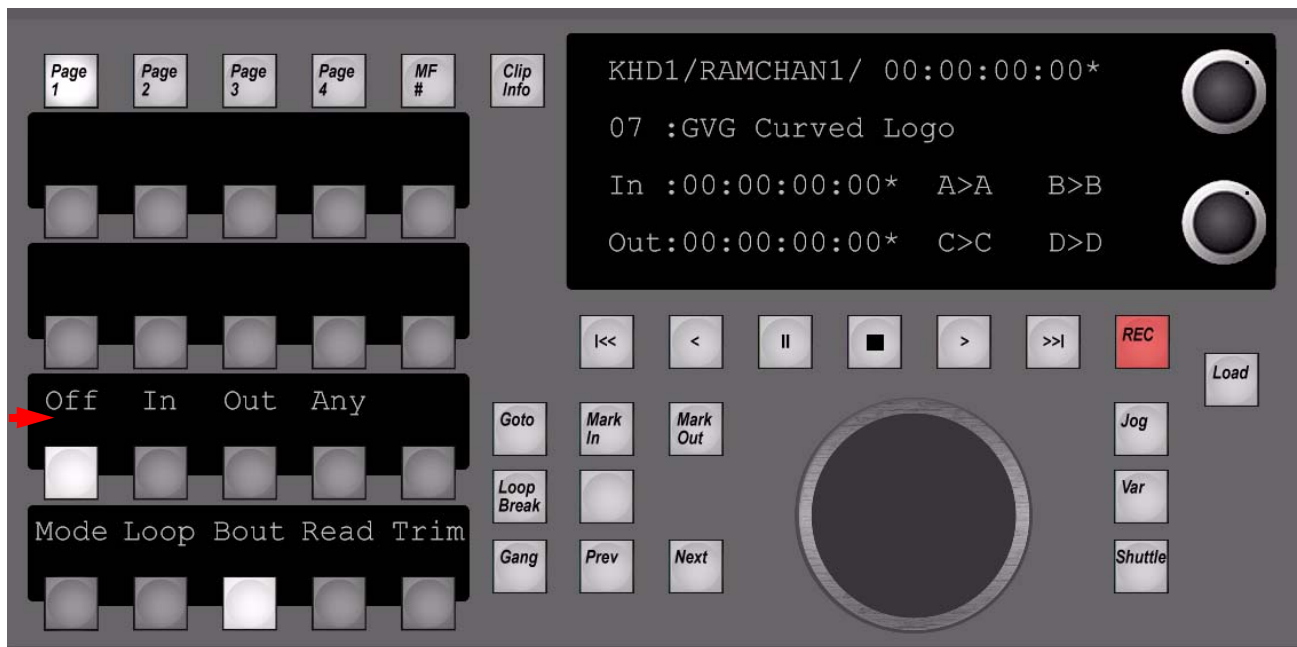 Page 1
Page 2
Page 3
Page 4
MF #
Clip Info
KHD1/RAMCHAN1/ 00:00:00:00*
07 :GVG Curved Logo
In :00:00:00:00* A>A B>B
Out:00:00:00:00* C>C D>D
|<< < II ■ > >>| REC
Load
Off In Out Any
Goto
Mark In
Mark Out
Jog
Loop Break
Var
Mode Loop Bout Read Trim
Gang Prev Next Shuttle